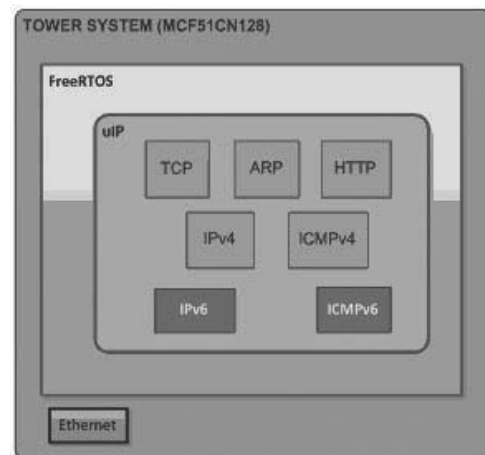 TOWER SYSTEM (MCF51CN128)
FreeRTOS
uIP
TCP ARP HTTP
IPv4 ICMPv4
IPv6 ICMPv6
Ethernet